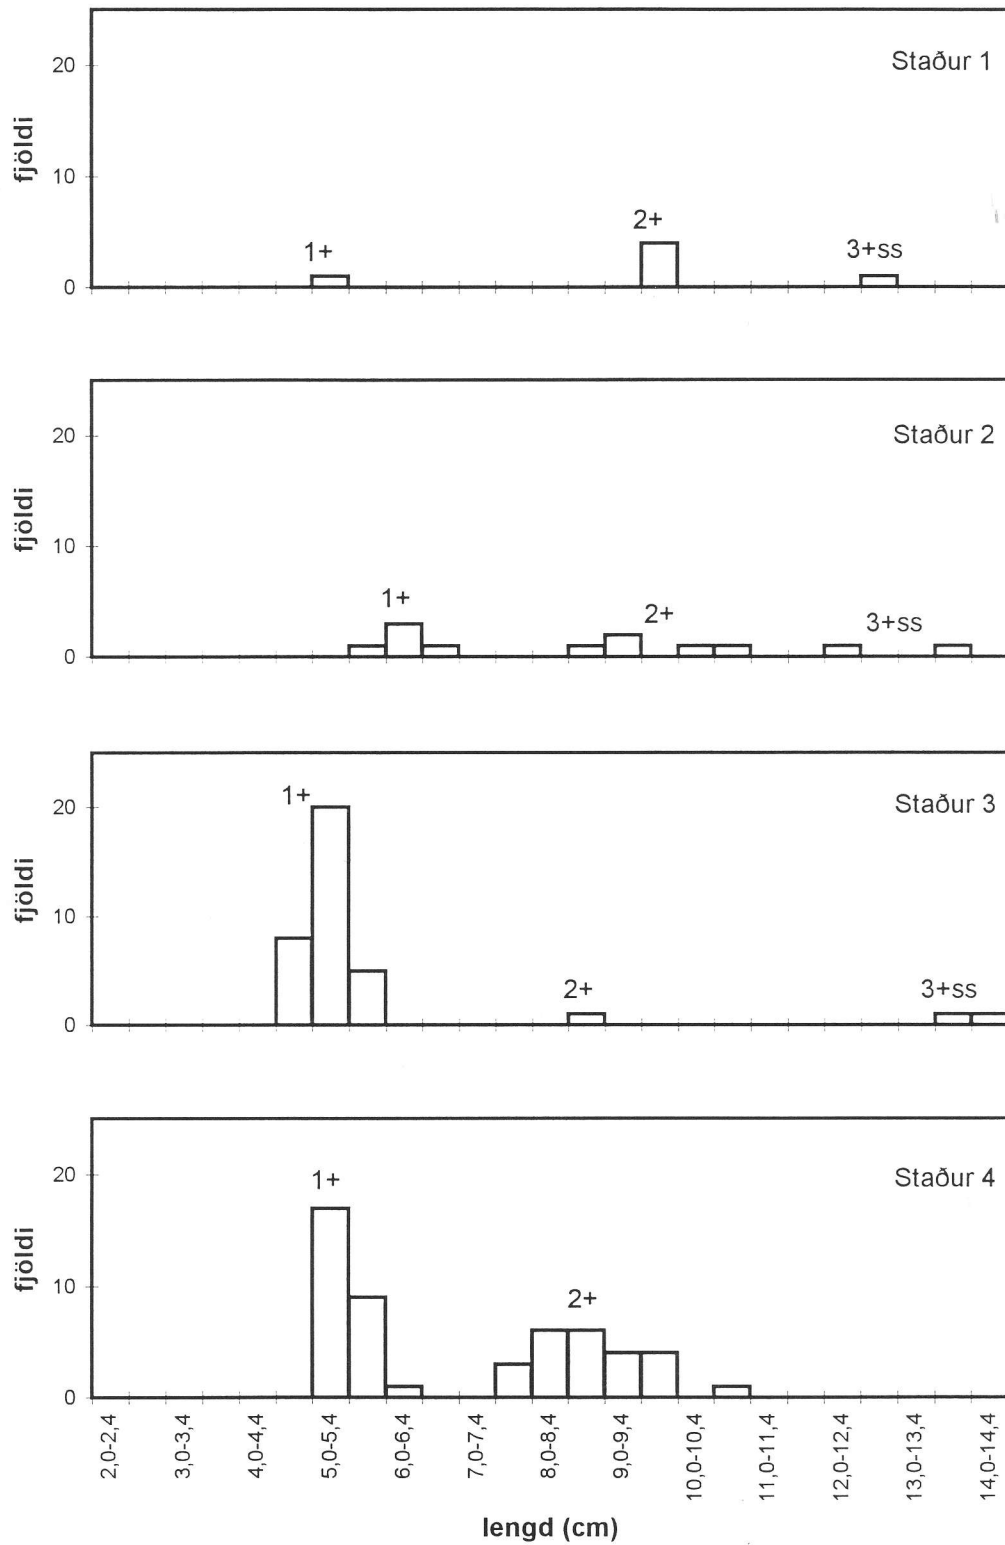 20
10
0
fjöldi
Staður 1
1+
2+
3+ss
20
10
0
fjöldi
Staður 2
1+
2+
3+ss
20
10
0
fjöldi
Staður 3
1+
2+
3+ss
20
10
0
fjöldi
Staður 4
1+
2+
2,0-2,4
3,0-3,4
4,0-4,4
5,0-5,4
6,0-6,4
7,0-7,4
8,0-8,4
9,0-9,4
10,0-10,4
11,0-11,4
12,0-12,4
13,0-13,4
14,0-14,4
lengd (cm)